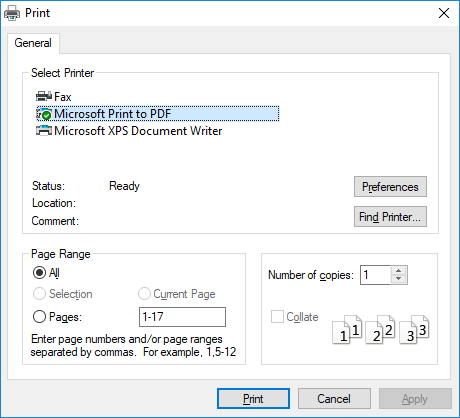 Print
General
Select Printer
Fax
Microsoft Print to PDF
Microsoft XPS Document Writer
Status: Ready
Location:
Comment:
Preferences
Find Printer...
Page Range
All
Selection Current Page
Pages: 1-17
Enter page numbers and/or page ranges
separated by commas. For example, 1,5-12
Number of copies: 1
Collate
1 1 2 2 3 3
Print Cancel Apply